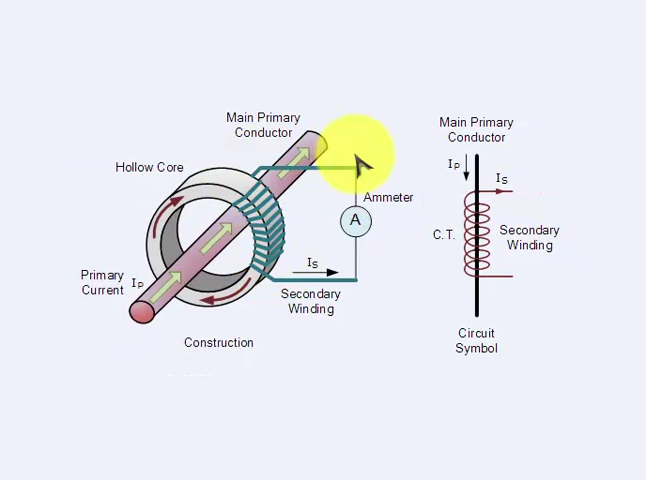 Main Primary
Conductor
Hollow Core
Ammeter
A
Primary
Current
IP
IS
Secondary
Winding
Construction
Main Primary
Conductor
IP
IS
C.T.
Secondary
Winding
Circuit
Symbol